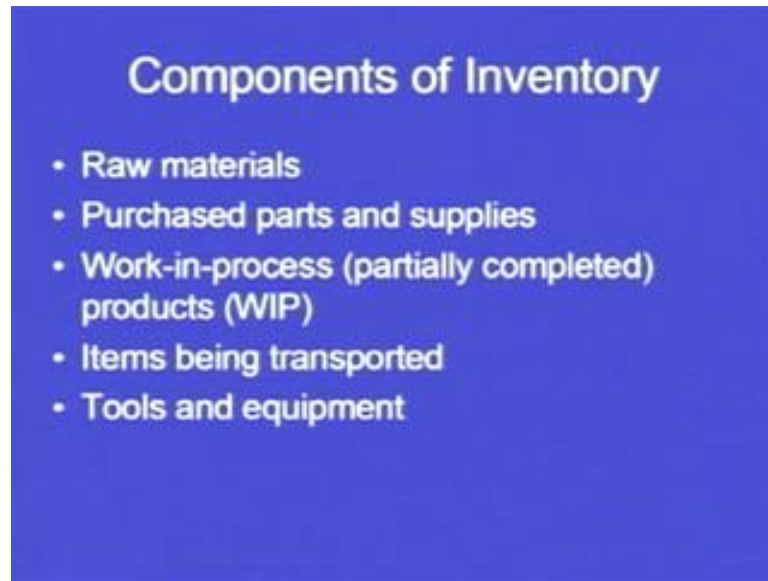 Components of Inventory
• Raw materials
• Purchased parts and supplies
• Work-in-process (partially completed)
products (WIP)
• Items being transported
• Tools and equipment